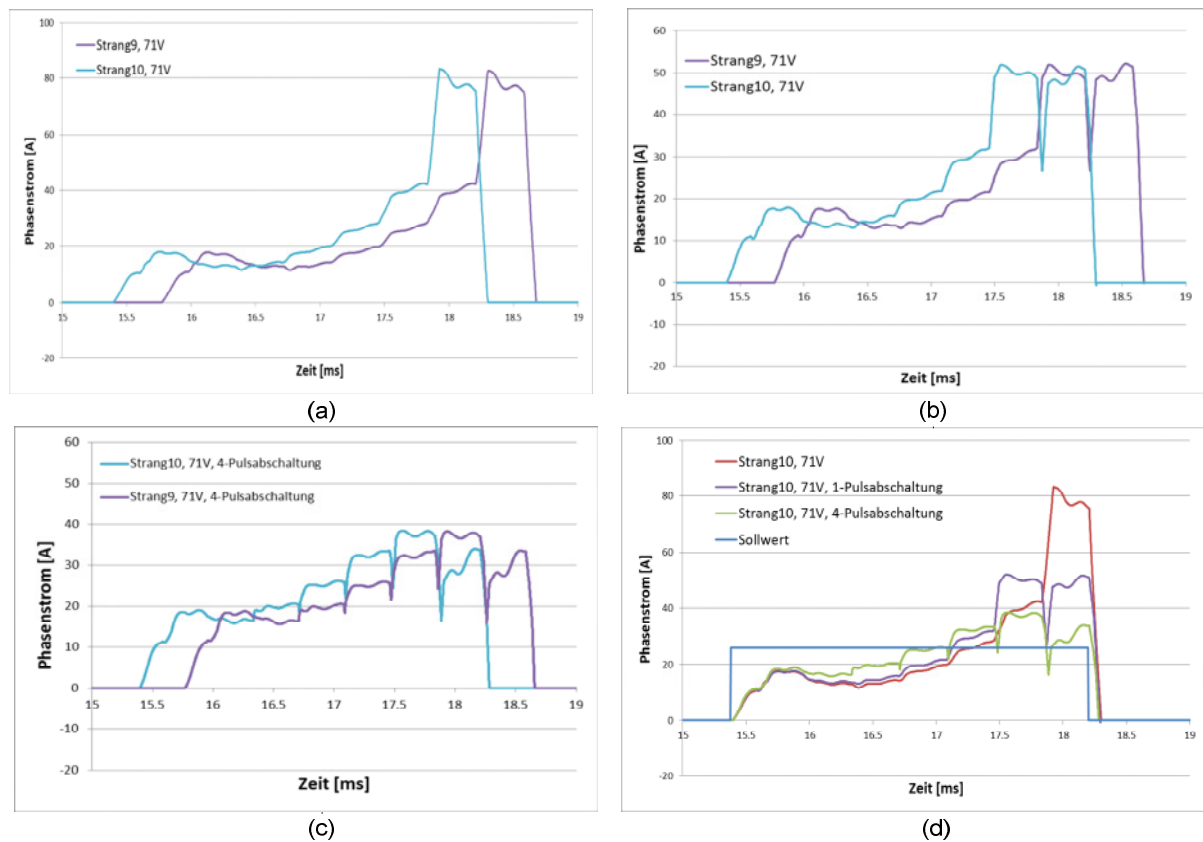 100
80
60
40
20
0
-20
Phasenstrom [A]
Strang9, 71V
Strang10, 71V
15 15.5 16 16.5 17 17.5 18 18.5 19
Zeit [ms]
(a)
60
50
40
30
20
10
0
-10
-20
Phasenstrom [A]
Strang9, 71V
Strang10, 71V
15 15.5 16 16.5 17 17.5 18 18.5 19
Zeit [ms]
(b)
60
50
40
30
20
10
0
-10
-20
Phasenstrom [A]
Strang10, 71V, 4-Pulsabschaltung
Strang9, 71V, 4-Pulsabschaltung
15 15.5 16 16.5 17 17.5 18 18.5 19
Zeit [ms]
(c)
100
80
60
40
20
0
-20
Phasenstrom [A]
Strang10, 71V
Strang10, 71V, 1-Pulsabschaltung
Strang10, 71V, 4-Pulsabschaltung
Sollwert
15 15.5 16 16.5 17 17.5 18 18.5 19
Zeit [ms]
(d)